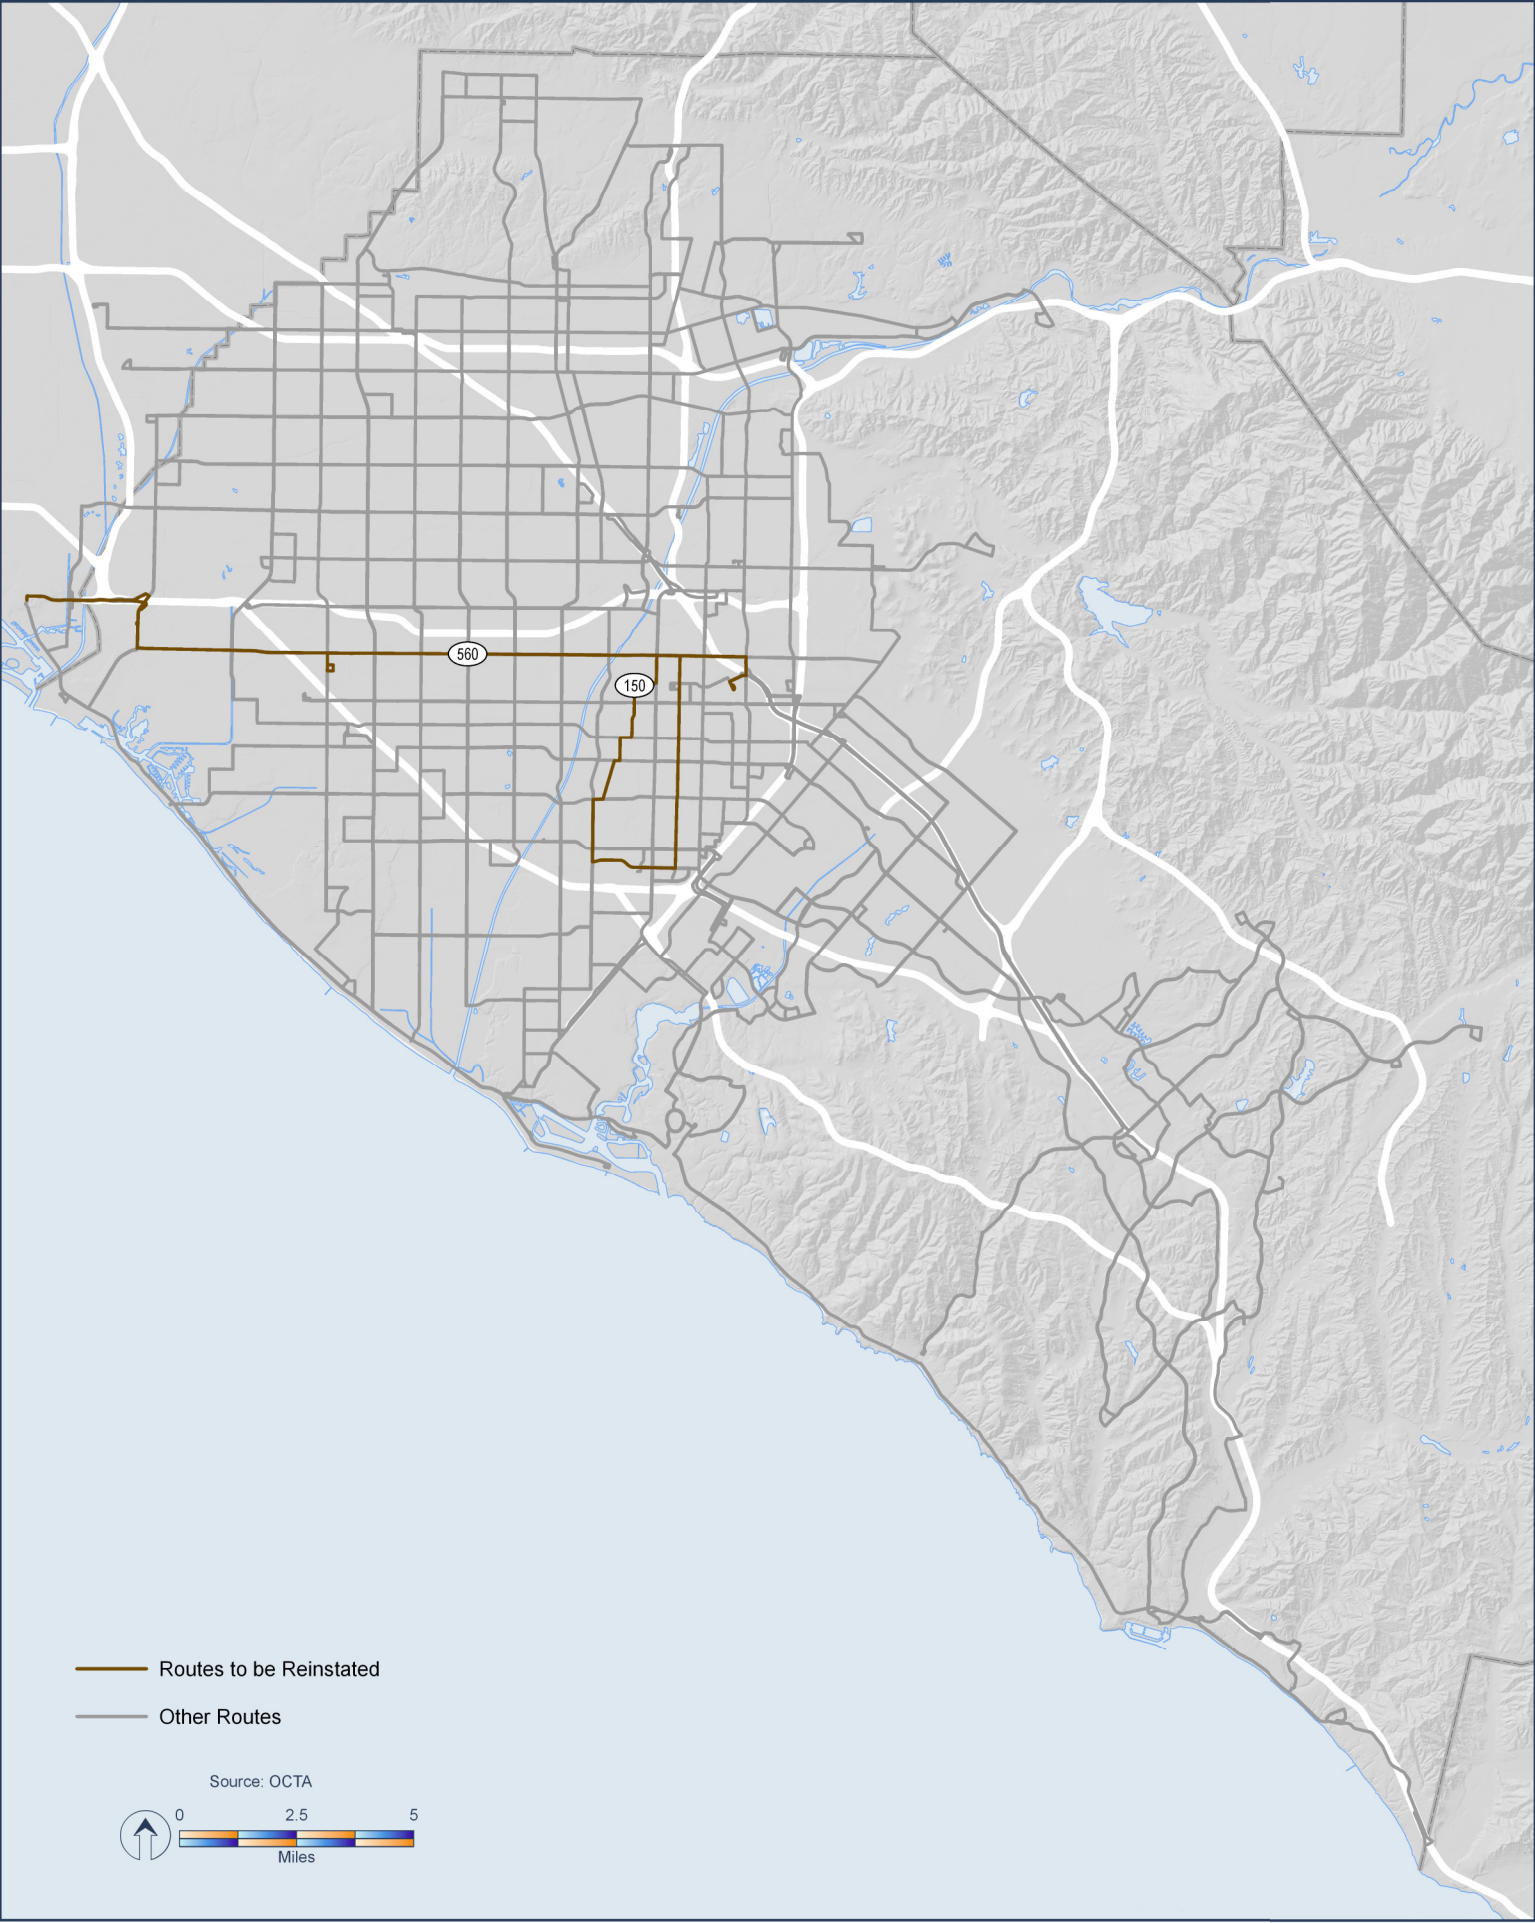 560
150
Routes to be Reinstated
Other Routes
Source: OCTA
0 2.5 5
Miles